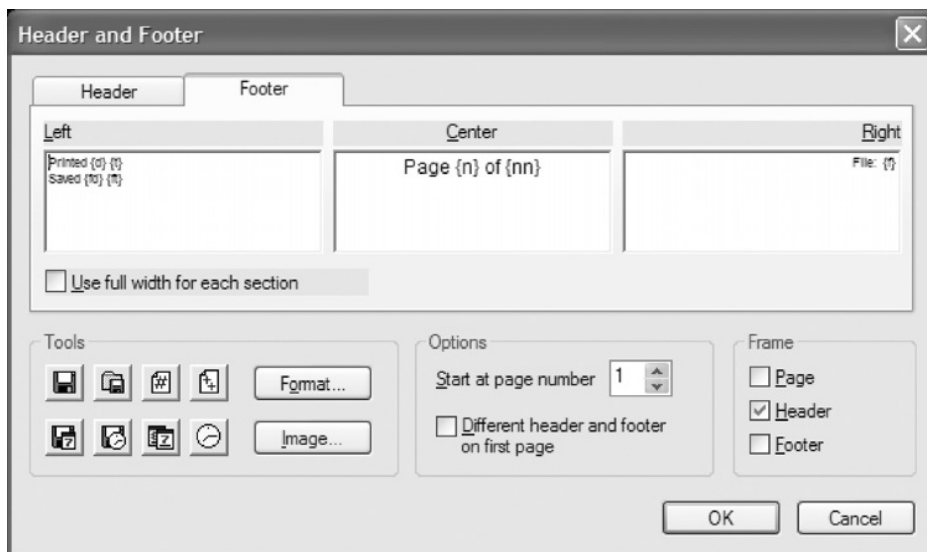 Header and Footer
Header
Footer
Left
Center
Right
Printed {d} {t}
Saved {fd} {ft}
Page {n} of {nn}
File: {f}
Use full width for each section
Tools
Format...
Image...
Options
Start at page number 1
Different header and footer
on first page
Frame
Page
Header
Footer
OK
Cancel